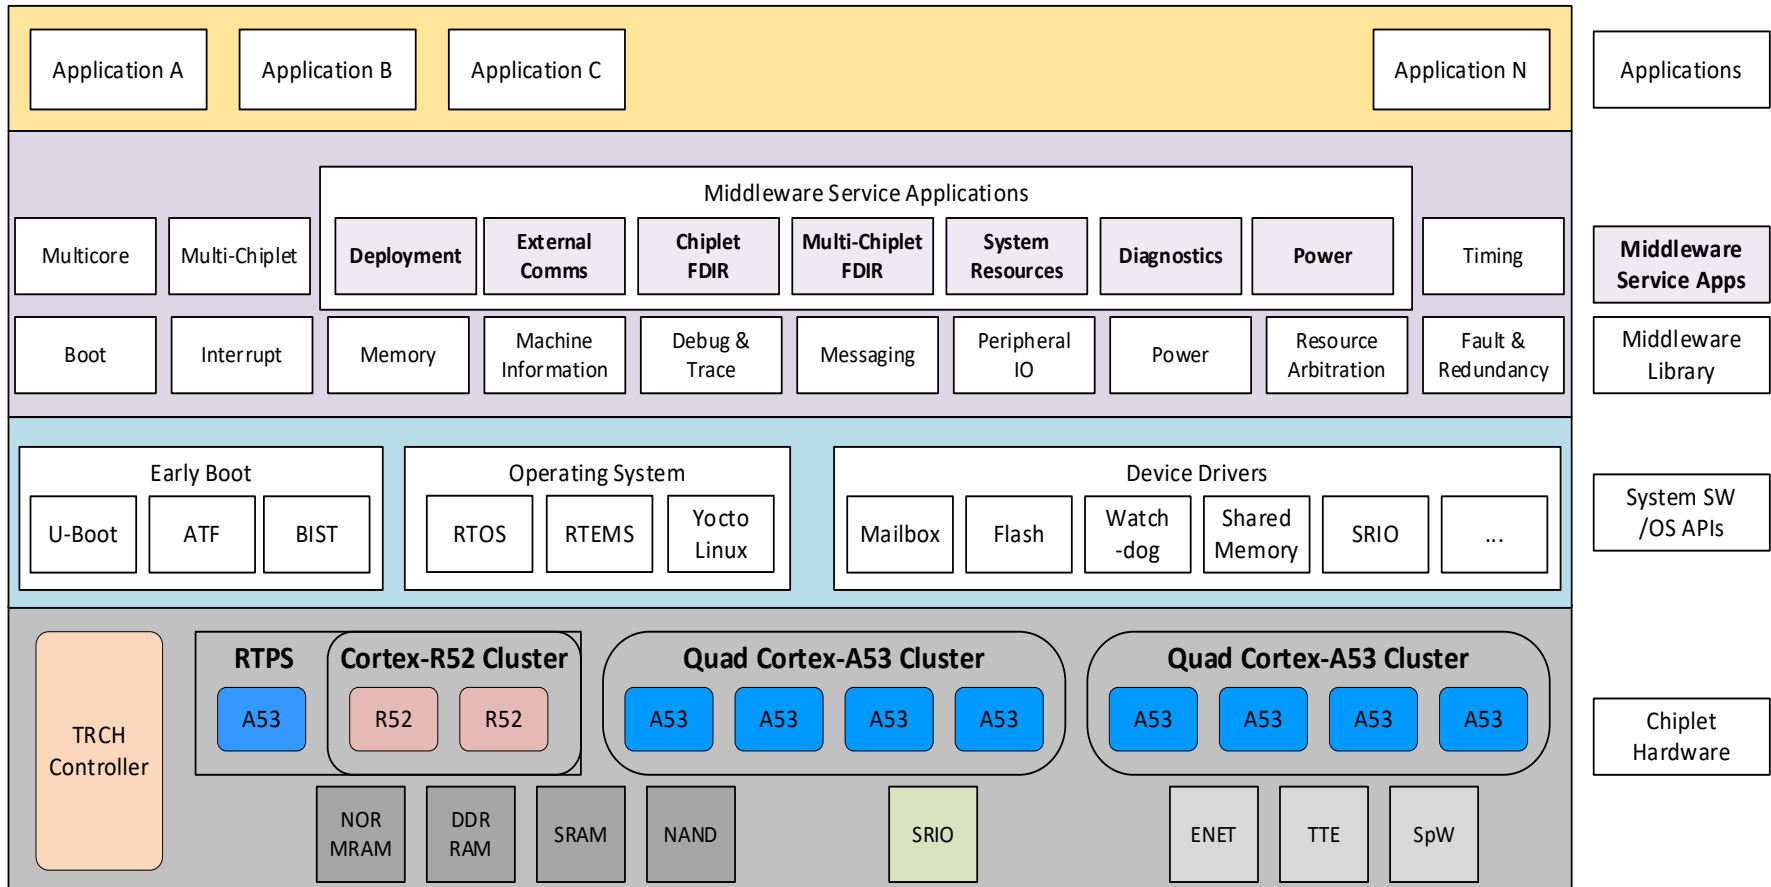 Application A
Application B
Application C
Application N
Applications
Middleware Service Applications
Multicore
Multi-Chiplet
Deployment
External
Comms
Chiplet
FDIR
Multi-Chiplet
FDIR
System
Resources
Diagnostics
Power
Timing
Middleware
Service Apps
Boot
Interrupt
Memory
Machine
Information
Debug &
Trace
Messaging
Peripheral
IO
Power
Resource
Arbitration
Fault &
Redundancy
Middleware
Library
Early Boot
U-Boot
ATF
BIST
Operating System
RTOS
RTEMS
Yocto
Linux
Device Drivers
Mailbox
Flash
Watch
-dog
Shared
Memory
SRIO
...
System SW
/OS APIs
TRCH
Controller
RTPS
A53
Cortex-R52 Cluster
R52
R52
Quad Cortex-A53 Cluster
A53
A53
A53
A53
Quad Cortex-A53 Cluster
A53
A53
A53
A53
Chiplet
Hardware
NOR
MRAM
DDR
RAM
SRAM
NAND
SRIO
ENET
TTE
SpW